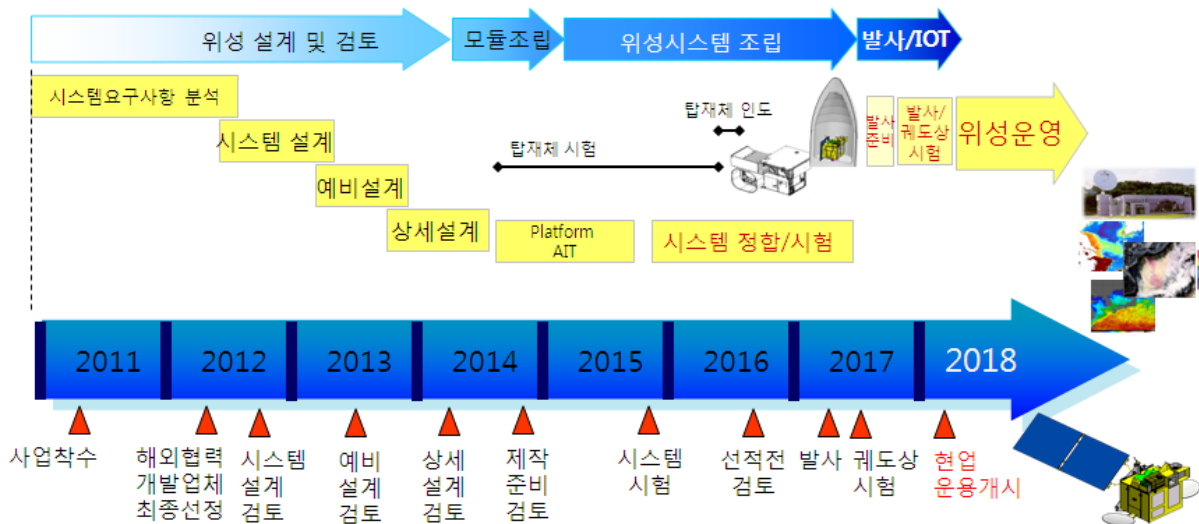 위성 설계 및 검토
모듈조립
위성시스템 조립
발사/IOT
시스템요구사항 분석
시스템 설계
예비설계
상세설계
탑재체 시험
탑재체 인도
Platform
AIT
시스템 정합/시험
발사
준비
발사/
궤도상
시험
위성운영
2011
2012
2013
2014
2015
2016
2017
2018
사업착수
해외협력
개발업체
최종선정
시스템
설계
검토
예비
설계
검토
상세
설계
검토
제작
준비
검토
시스템
시험
선적전
검토
발사
궤도상
시험
현업
운용개시